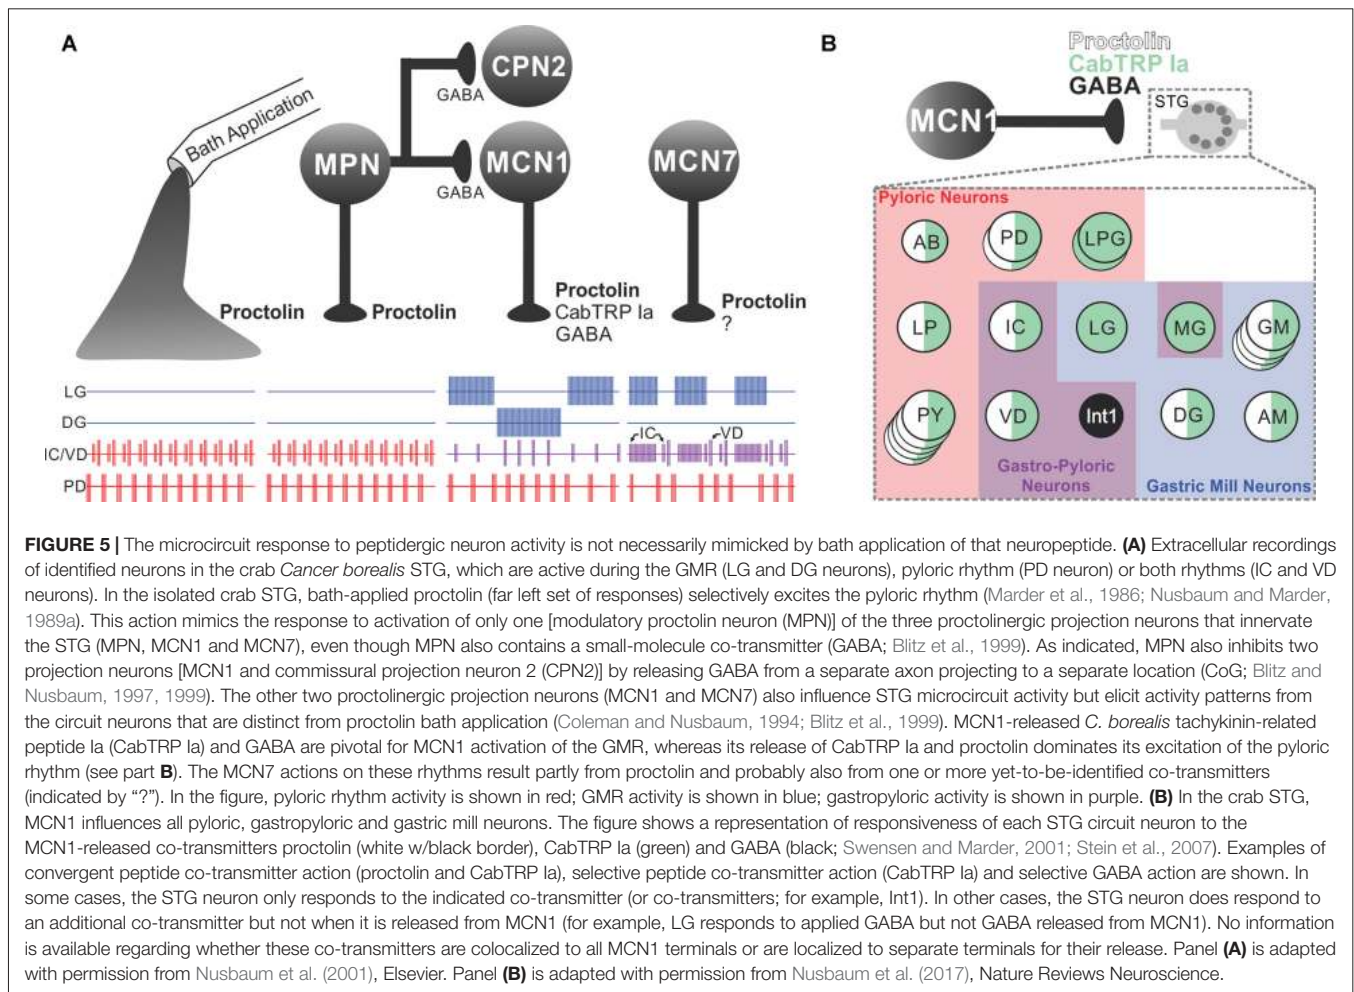 A
Bath Application
CPN2
GABA
MPN
MCN1
MCN7
GABA
Proctolin
Proctolin
Proctolin
CabTRP Ia
GABA
Proctolin
?
LG
DG
IC/VD
IC
VD
PD
B
Proctolin
CabTRP Ia
GABA
MCN1
STG
Pyloric Neurons
AB
PD
LPG
LP
IC
LG
MG
GM
PY
VD
Int1
DG
AM
Gastro-Pyloric
Neurons
Gastric Mill Neurons
FIGURE 5 | The microcircuit response to peptidergic neuron activity is not necessarily mimicked by bath application of that neuropeptide. (A) Extracellular recordings
of identified neurons in the crab Cancer borealis STG, which are active during the GMR (LG and DG neurons), pyloric rhythm (PD neuron) or both rhythms (IC and VD
neurons). In the isolated crab STG, bath-applied proctolin (far left set of responses) selectively excites the pyloric rhythm (Marder et al., 1986; Nusbaum and Marder,
1989a). This action mimics the response to activation of only one [modulatory proctolin neuron (MPN)] of the three proctolinergic projection neurons that innervate
the STG (MPN, MCN1 and MCN7), even though MPN also contains a small-molecule co-transmitter (GABA; Blitz et al., 1999). As indicated, MPN also inhibits two
projection neurons [MCN1 and commissural projection neuron 2 (CPN2)] by releasing GABA from a separate axon projecting to a separate location (CoG; Blitz and
Nusbaum, 1997, 1999). The other two proctolinergic projection neurons (MCN1 and MCN7) also influence STG microcircuit activity but elicit activity patterns from
the circuit neurons that are distinct from proctolin bath application (Coleman and Nusbaum, 1994; Blitz et al., 1999). MCN1-released C. borealis tachykinin-related
peptide Ia (CabTRP Ia) and GABA are pivotal for MCN1 activation of the GMR, whereas its release of CabTRP Ia and proctolin dominates its excitation of the pyloric
rhythm (see part B). The MCN7 actions on these rhythms result partly from proctolin and probably also from one or more yet-to-be-identified co-transmitters
(indicated by “?”). In the figure, pyloric rhythm activity is shown in red; GMR activity is shown in blue; gastropyloric activity is shown in purple. (B) In the crab STG,
MCN1 influences all pyloric, gastropyloric and gastric mill neurons. The figure shows a representation of responsiveness of each STG circuit neuron to the
MCN1-released co-transmitters proctolin (white w/black border), CabTRP Ia (green) and GABA (black; Swensen and Marder, 2001; Stein et al., 2007). Examples of
convergent peptide co-transmitter action (proctolin and CabTRP Ia), selective peptide co-transmitter action (CabTRP Ia) and selective GABA action are shown. In
some cases, the STG neuron only responds to the indicated co-transmitter (or co-transmitters; for example, Int1). In other cases, the STG neuron does respond to
an additional co-transmitter but not when it is released from MCN1 (for example, LG responds to applied GABA but not GABA released from MCN1). No information
is available regarding whether these co-transmitters are colocalized to all MCN1 terminals or are localized to separate terminals for their release. Panel (A) is adapted
with permission from Nusbaum et al. (2001), Elsevier. Panel (B) is adapted with permission from Nusbaum et al. (2017), Nature Reviews Neuroscience.